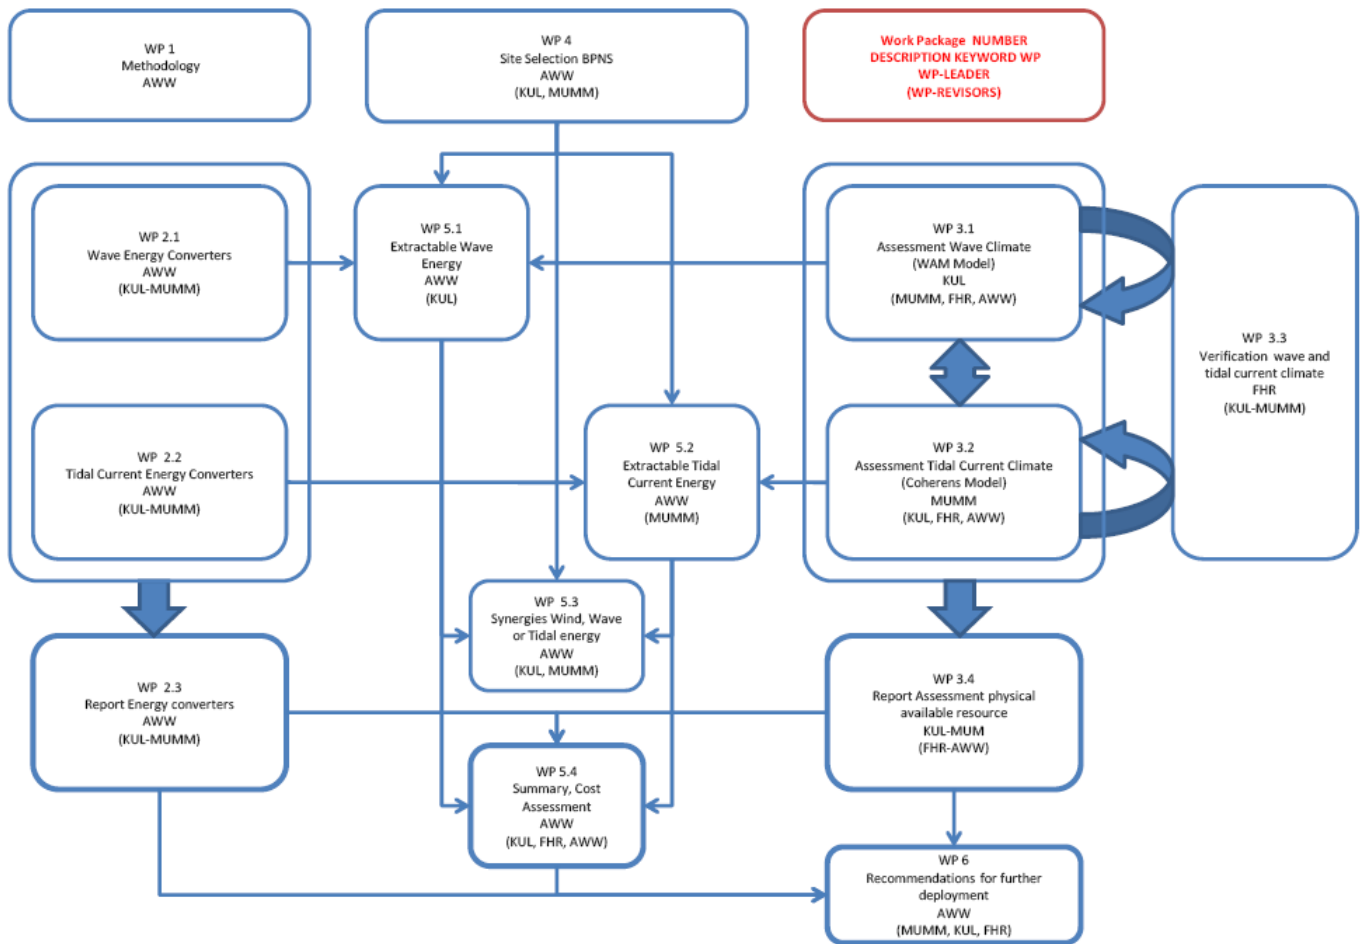 WP 1
Methodology
AWW
WP 4
Site Selection BPNS
AWW
(KUL, MUMM)
Work Package NUMBER
DESCRIPTION KEYWORD WP
WP-LEADER
(WP-REVISORS)
WP 2.1
Wave Energy Converters
AWW
(KUL-MUMM)
WP 5.1
Extractable Wave
Energy
AWW
(KUL)
WP 3.1
Assessment Wave Climate
(WAM Model)
KUL
(MUMM, FHR, AWW)
WP 3.3
Verification wave and
tidal current climate
FHR
(KUL-MUMM)
WP 2.2
Tidal Current Energy Converters
AWW
(KUL-MUMM)
WP 5.2
Extractable Tidal
Current Energy
AWW
(MUMM)
WP 3.2
Assessment Tidal Current Climate
(Coherens Model)
MUMM
(KUL, FHR, AWW)
WP 5.3
Synergies Wind, Wave
or Tidal energy
AWW
(KUL, MUMM)
WP 2.3
Report Energy converters
AWW
(KUL-MUMM)
WP 3.4
Report Assessment physical
available resource
KUL-MUM
(FHR-AWW)
WP 5.4
Summary, Cost
Assessment
AWW
(KUL, FHR, AWW)
WP 6
Recommendations for further
deployment
AWW
(MUMM, KUL, FHR)